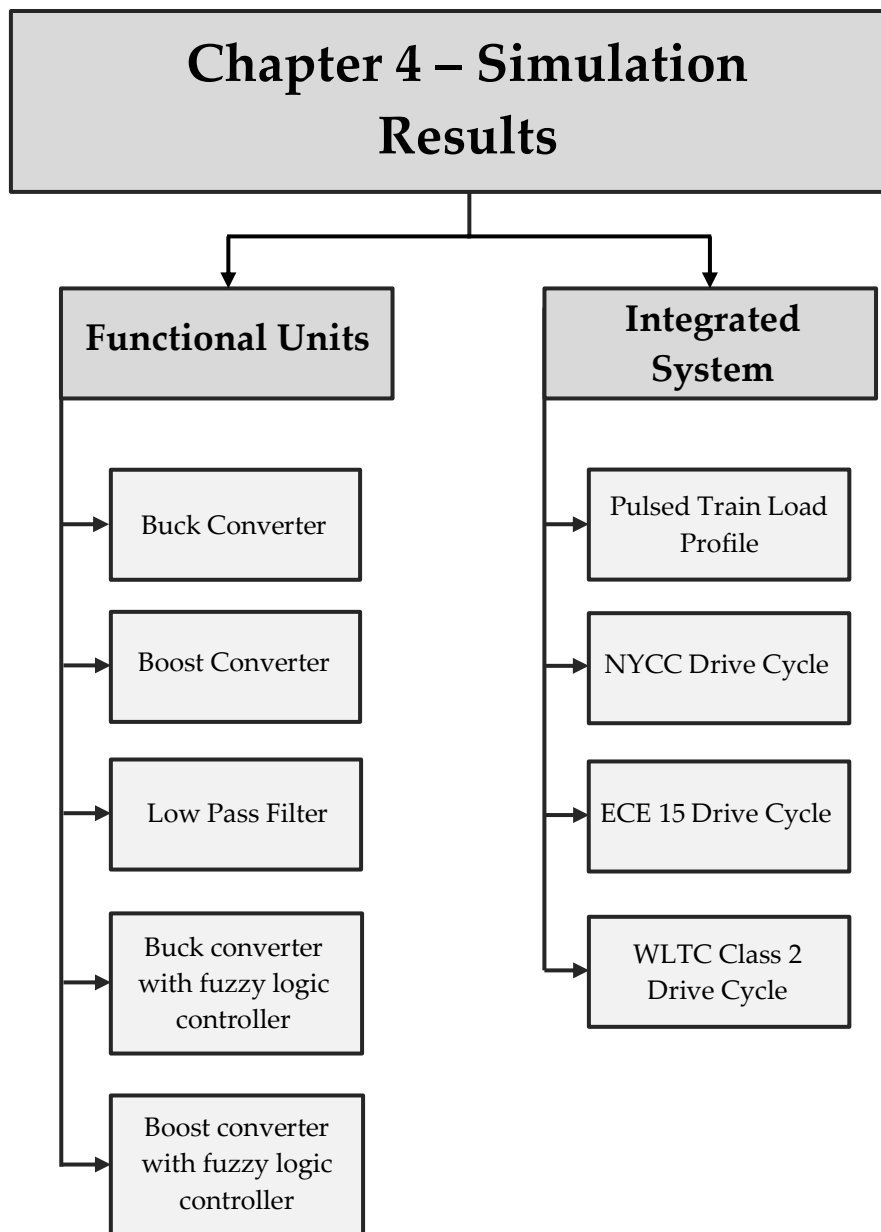 Chapter 4 – Simulation
Results
Functional Units
Buck Converter
Boost Converter
Low Pass Filter
Buck converter
with fuzzy logic
controller
Boost converter
with fuzzy logic
controller
Integrated
System
Pulsed Train Load
Profile
NYCC Drive Cycle
ECE 15 Drive Cycle
WLTC Class 2
Drive Cycle